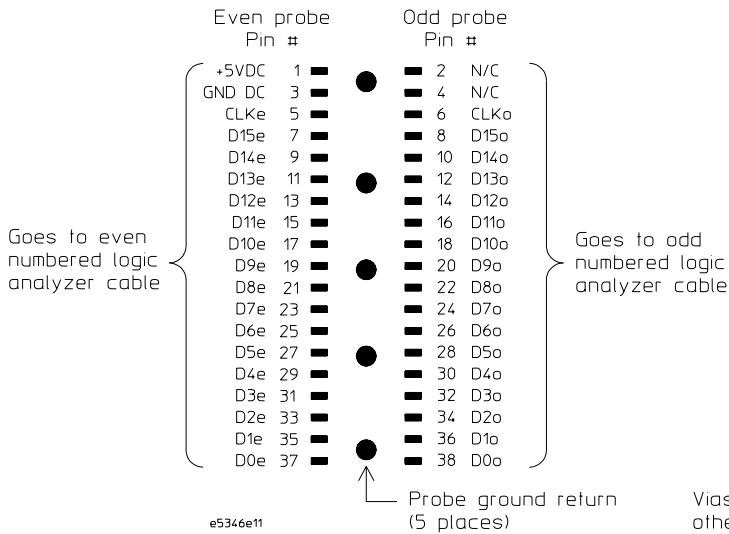 Even probe Odd probe
Pin # Pin #
+5VDC 1 2 N/C
GND DC 3 4 N/C
CLKe 5 6 CLKo
D15e 7 8 D15o
D14e 9 10 D14o
D13e 11 12 D13o
D12e 13 14 D12o
D11e 15 16 D11o
D10e 17 18 D10o
D9e 19 20 D9o
D8e 21 22 D8o
D7e 23 24 D7o
D6e 25 26 D6o
D5e 27 28 D5o
D4e 29 30 D4o
D3e 31 32 D3o
D2e 33 34 D2o
D1e 35 36 D1o
D0e 37 38 D0o
Goes to even
numbered logic
analyzer cable
Goes to odd
numbered logic
analyzer cable
Probe ground return
(5 places)
Vias
othe
e5346e11